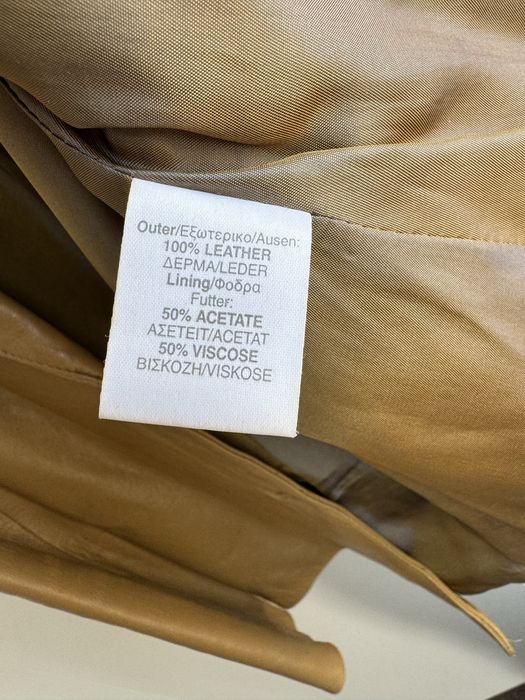 Outer/Εξωτερικο/Ausen:
100% LEATHER
ΔΕΡΜΑ/LEDER
Lining/Φοδρα
Futter:
50% ACETATE
ΑΣΕΤΕΙΤ/ACETAT
50% VISCOSE
ΒΙΣΚΟΖΗ/VISKOSE